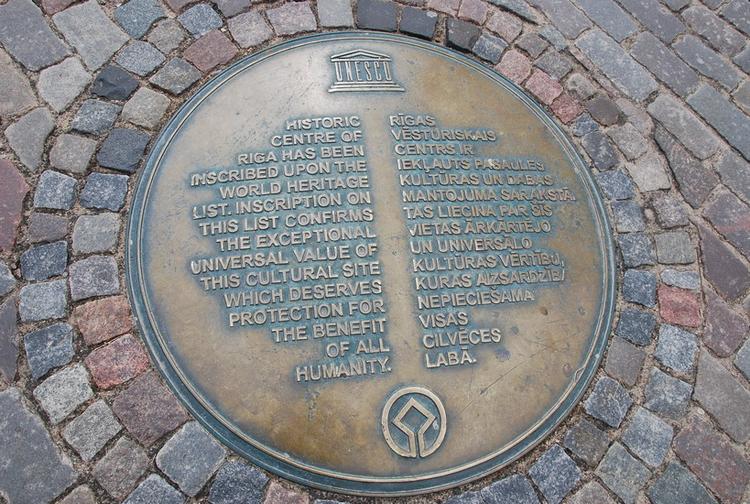 UNESCO
HISTORIC
CENTRE OF
RIGA HAS BEEN
INSCRIBED UPON THE
WORLD HERITAGE
LIST. INSCRIPTION ON
THIS LIST CONFIRMS
THE EXCEPTIONAL
UNIVERSAL VALUE OF
THIS CULTURAL SITE
WHICH DESERVES
PROTECTION FOR
THE BENEFIT
OF ALL
HUMANITY.
RĪGAS
VĒSTURISKAIS
CENTRS IR
IEKĻAUTS PASAULES
KULTŪRAS UN DABAS
MANTOJUMA SARAKSTĀ.
TAS LIECINA PAR ŠĪS
VIETAS ĀRKĀRTĒJO
UN UNIVERSĀLO
KULTŪRAS VĒRTĪBU,
KURAS AIZSARDZĪBA
NEPIECIEŠAMA
VISAS
CILVĒCES
LABĀ.